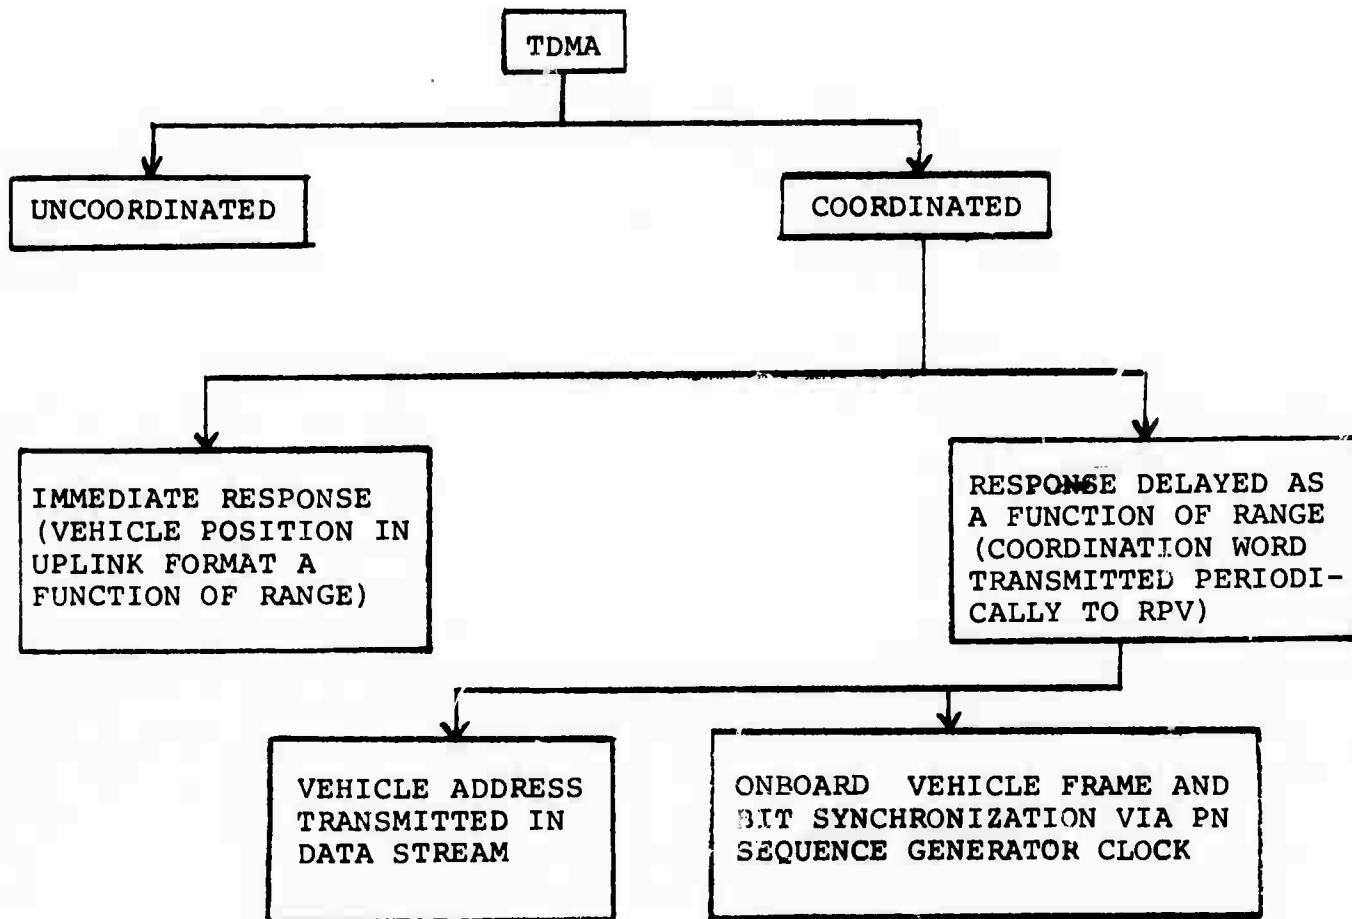 TDMA
UNCOORDINATED
COORDINATED
IMMEDIATE RESPONSE
(VEHICLE POSITION IN
UPLINK FORMAT A
FUNCTION OF RANGE)
RESPONSE DELAYED AS
A FUNCTION OF RANGE
(COORDINATION WORD
TRANSMITTED PERIODI-
CALLY TO RPV)
VEHICLE ADDRESS
TRANSMITTED IN
DATA STREAM
ONBOARD VEHICLE FRAME AND
BIT SYNCHRONIZATION VIA PN
SEQUENCE GENERATOR CLOCK